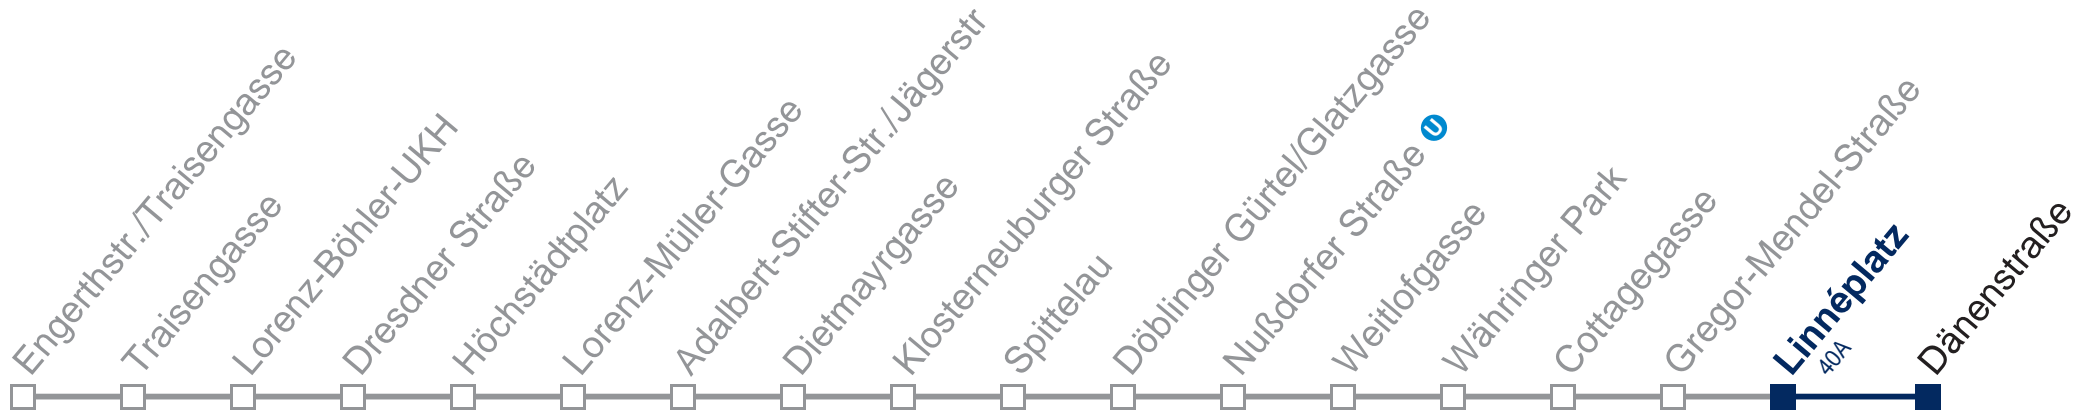 Engerthstr./Traisengasse
Traisengasse
Lorenz-Böhler-UKH
Dresdner Straße
Höchstädtplatz
Lorenz-Müller-Gasse
Adalbert-Stifter-Str./Jägerstr
Dietmayrgasse
Klosterneuburger Straße
Spittelau
Döblinger Gürtel/Glatzgasse
Nußdorfer Straße U
Weitlofgasse
Währinger Park
Cottagegasse
Gregor-Mendel-Straße
Linnéplatz
40A
Dänenstraße